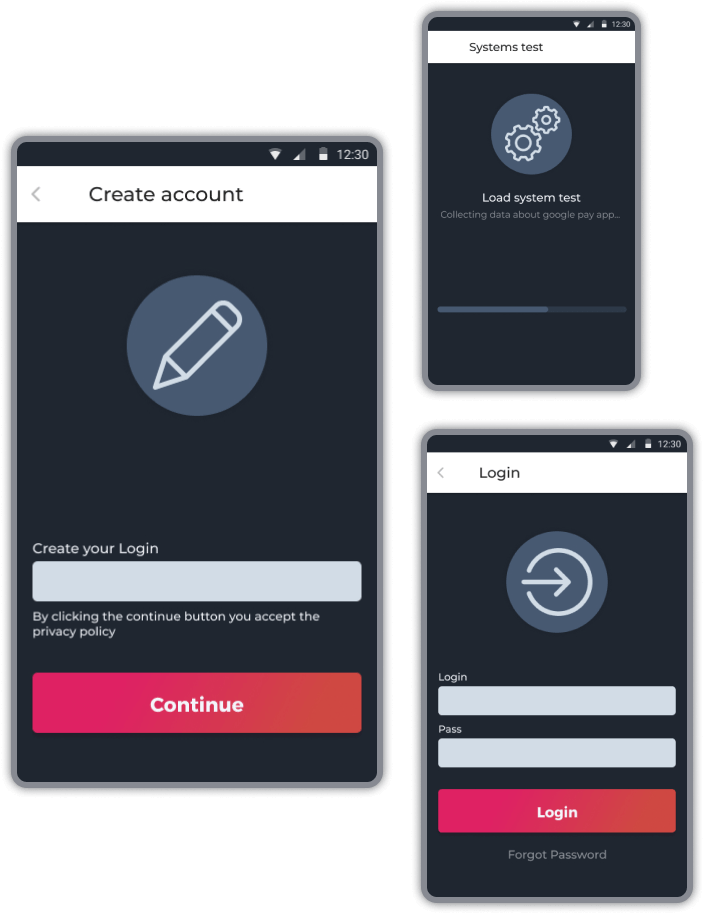 12:30
Create account
Create your Login
By clicking the continue button you accept the
privacy policy
Continue
12:30
Systems test
Load system test
Collecting data about google pay app...
12:30
Login
Login
Pass
Login
Forgot Password